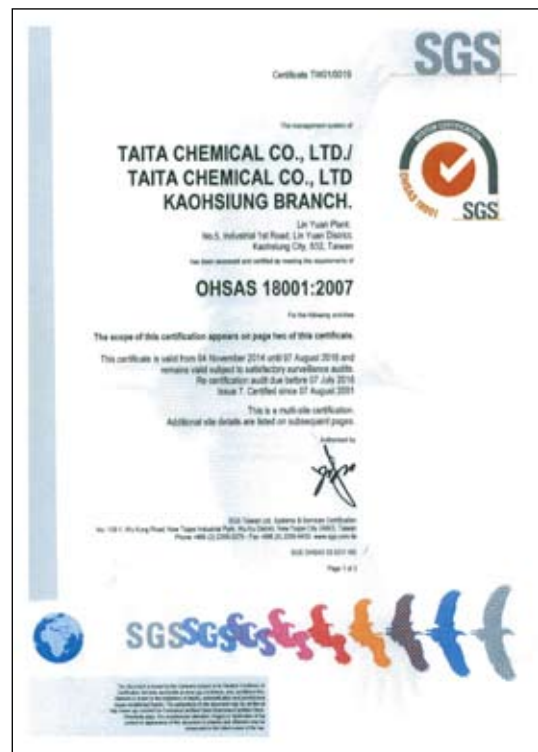 SGS
Certificate TW01/0019
The management system of
TAITA CHEMICAL CO., LTD./
TAITA CHEMICAL CO., LTD
KAOHSIUNG BRANCH.
Lin Yuan Plant:
No.5, Industrial 1st Road, Lin Yuan District,
Kaohsiung City, 832, Taiwan
has been assessed and certified as meeting the requirements of
OHSAS 18001:2007
For the following activities
The scope of this certification appears on page two of this certificate.
This certificate is valid from 04 November 2014 until 07 August 2016 and
remains valid subject to satisfactory surveillance audits.
Re certification audit due before 07 July 2016
Issue 7. Certified since 07 August 2001
This is a multi-site certification.
Additional site details are listed on subsequent pages.
Authorised by
SGS Taiwan Ltd. Systems & Services Certification
Page 1 of
SYSTEM CERTIFICATION
OHSAS 18001
SGS
SGS SGS SGS